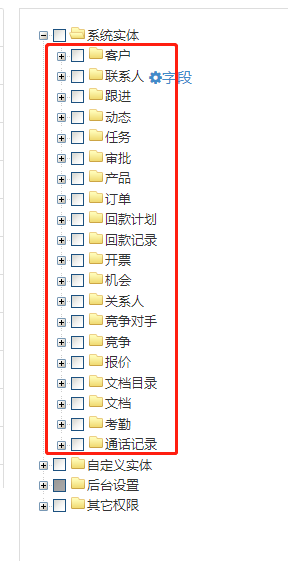 系统实体
客户
联系人 字段
跟进
动态
任务
审批
产品
订单
回款计划
回款记录
开票
机会
关系人
竞争对手
竞争
报价
文档目录
文档
考勤
通话记录
自定义实体
后台设置
其它权限